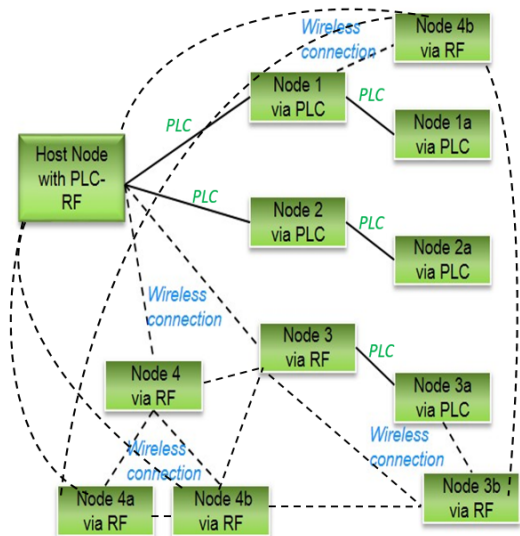 Wireless
connection
Node 4b
via RF
Node 1
via PLC
PLC
PLC
Node 1a
via PLC
Host Node
with PLC-
RF
PLC
Node 2
via PLC
PLC
Node 2a
via PLC
Wireless
connection
Node 3
via RF
PLC
Node 4
via RF
Node 3a
via PLC
Wireless
connection
Wireless
connection
Node 4a
via RF
Node 4b
via RF
Node 3b
via RF